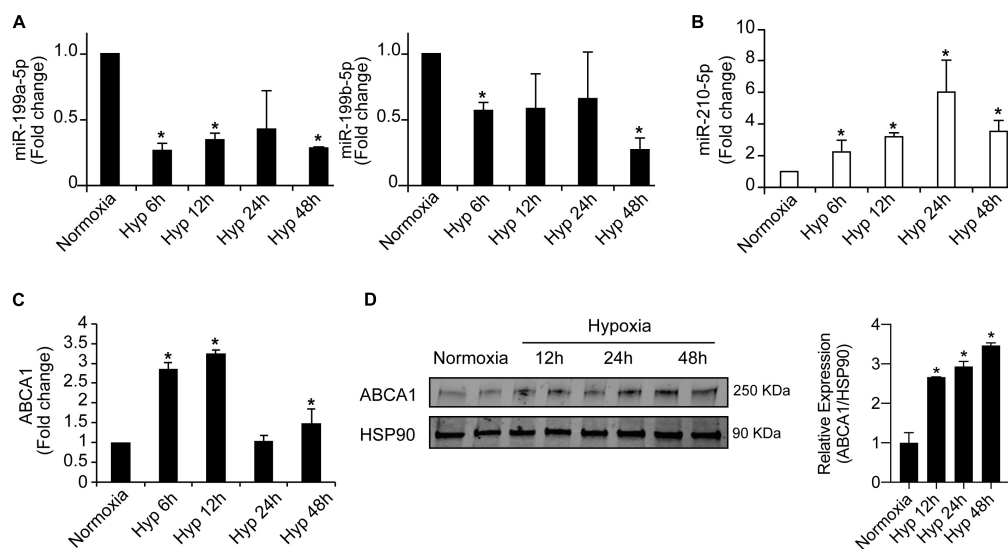 A
miR-199a-5p
(Fold change)
1.0
0.5
0
Normoxia
Hyp 6h
Hyp 12h
Hyp 24h
Hyp 48h
*
*
*
miR-199b-5p
(Fold change)
1.0
0.5
0
Normoxia
Hyp 6h
Hyp 12h
Hyp 24h
Hyp 48h
*
*
B
miR-210-5p
(Fold change)
10
8
6
4
2
0
Normoxia
Hyp 6h
Hyp 12h
Hyp 24h
Hyp 48h
*
*
*
*
C
ABCA1
(Fold change)
4
3.5
3
2.5
2
1.5
1
0.5
0
Normoxia
Hyp 6h
Hyp 12h
Hyp 24h
Hyp 48h
*
*
*
D
Hypoxia
Normoxia 12h 24h 48h
ABCA1 250 KDa
HSP90 90 KDa
Relative Expression
(ABCA1/HSP90)
4
3
2
1
0
Normoxia
Hyp 12h
Hyp 24h
Hyp 48h
*
*
*